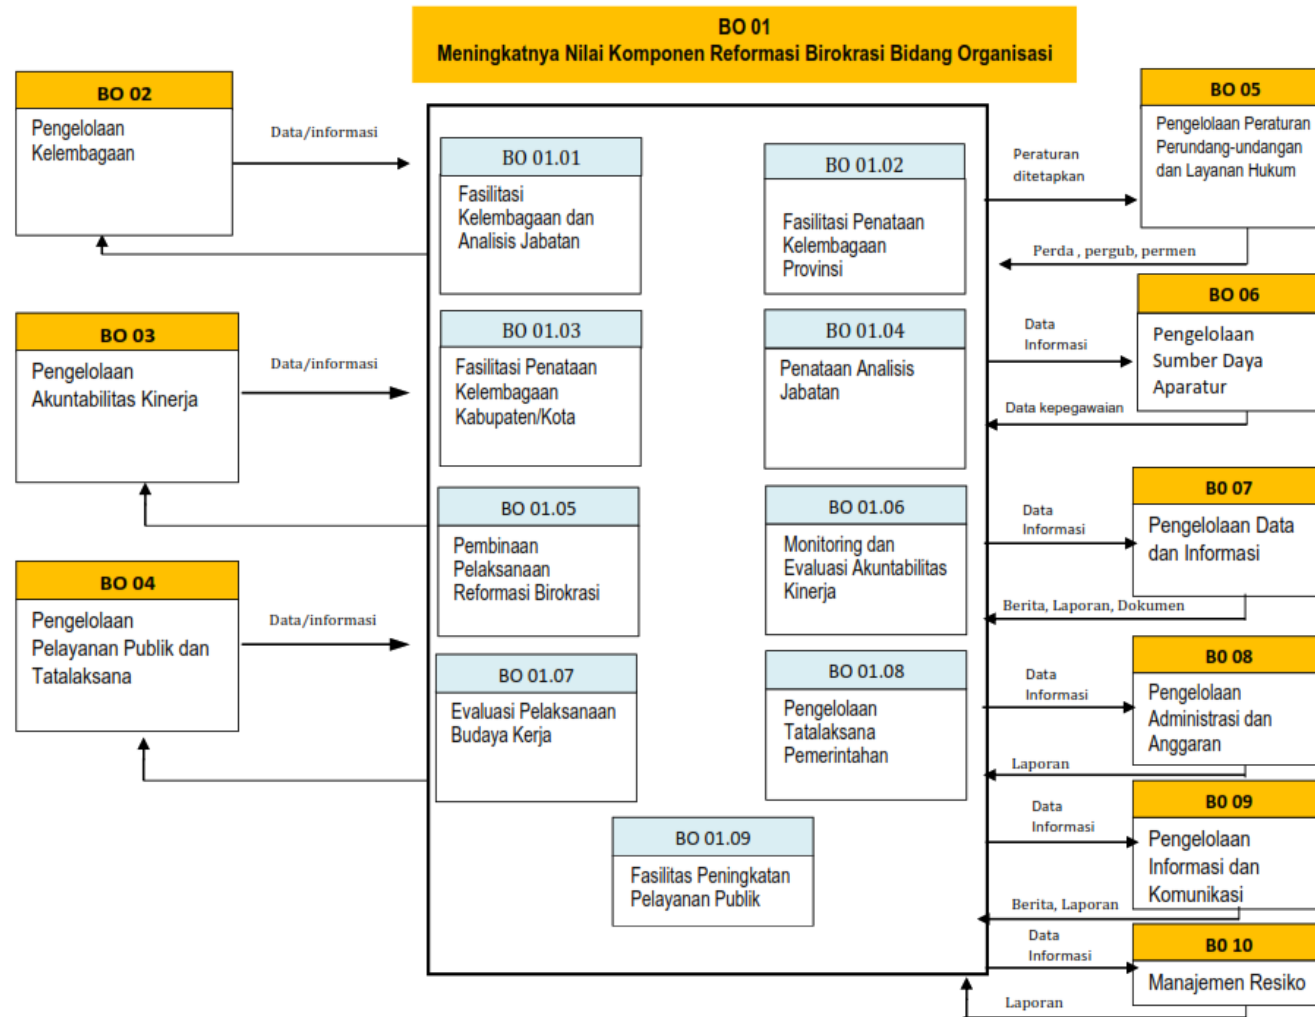 BO 01
Meningkatnya Nilai Komponen Reformasi Birokrasi Bidang Organisasi
BO 02
Pengelolaan
Kelembagaan
Data/informasi
BO 03
Pengelolaan
Akuntabilitas Kinerja
Data/informasi
BO 04
Pengelolaan
Pelayanan Publik dan
Tatalaksana
Data/informasi
BO 01.01
Fasilitasi
Kelembagaan dan
Analisis Jabatan
BO 01.02
Fasilitasi Penataan
Kelembagaan
Provinsi
BO 01.03
Fasilitasi Penataan
Kelembagaan
Kabupaten/Kota
BO 01.04
Penataan Analisis
Jabatan
BO 01.05
Pembinaan
Pelaksanaan
Reformasi Birokrasi
BO 01.06
Monitoring dan
Evaluasi Akuntabilitas
Kinerja
BO 01.07
Evaluasi Pelaksanaan
Budaya Kerja
BO 01.08
Pengelolaan
Tatalaksana
Pemerintahan
BO 01.09
Fasilitas Peningkatan
Pelayanan Publik
Peraturan
ditetapkan
BO 05
Pengelolaan Peraturan
Perundang-undangan
dan Layanan Hukum
Perda , pergub, permen
Data
Informasi
BO 06
Pengelolaan
Sumber Daya
Aparatur
Data kepegawaian
Data
Informasi
B0 07
Pengelolaan Data
dan Informasi
Berita, Laporan, Dokumen
Data
Informasi
B0 08
Pengelolaan
Administrasi dan
Anggaran
Laporan
Data
Informasi
B0 09
Pengelolaan
Informasi dan
Komunikasi
Berita, Laporan
Data
Informasi
B0 10
Manajemen Resiko
Laporan